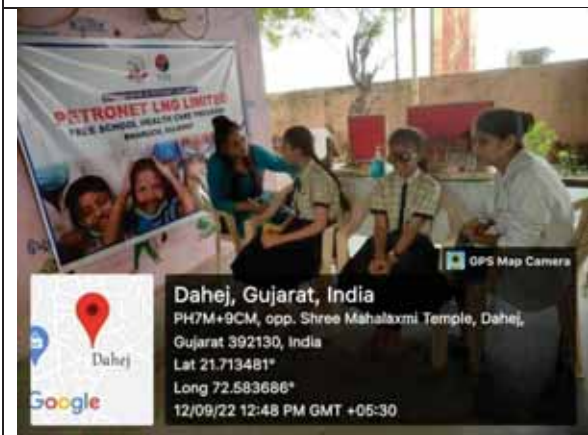 PETRONET LNG LIMITED
FREE SCHOOL HEALTH CARE PROGRAM
BHARUCH, GUJARAT
GPS Map Camera
Dahej, Gujarat, India
PH7M+9CM, opp. Shree Mahalaxmi Temple, Dahej,
Gujarat 392130, India
Lat 21.713481°
Long 72.583686°
12/09/22 12:48 PM GMT +05:30
Dahej
Google